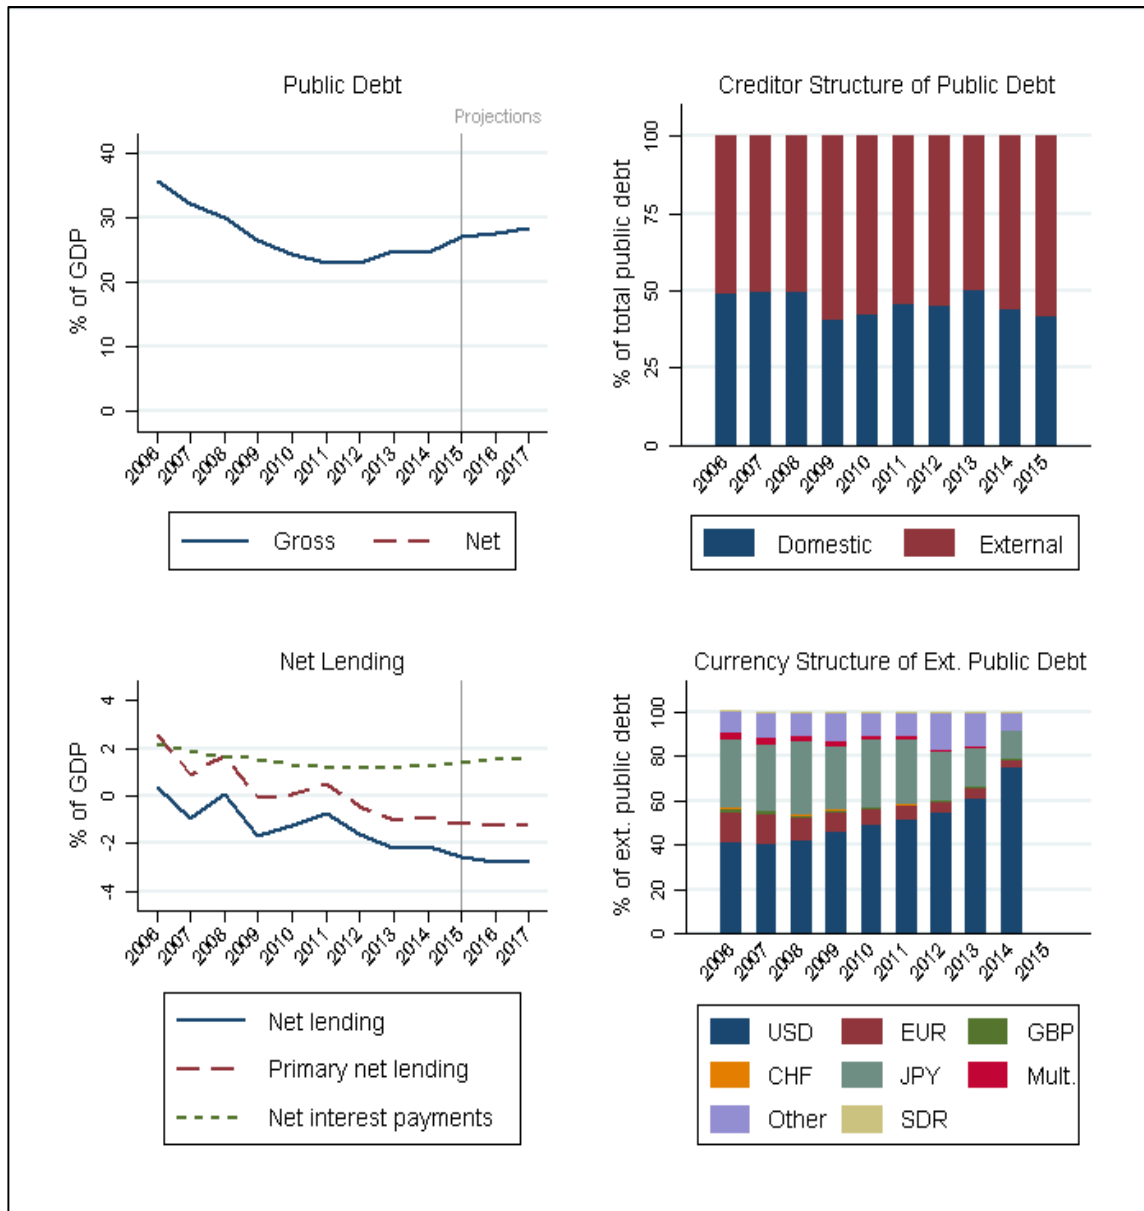 Public Debt
Projections
% of GDP
40
30
20
10
0
2006 2007 2008 2009 2010 2011 2012 2013 2014 2015 2016 2017
Gross Net
Creditor Structure of Public Debt
% of total public debt
100
75
50
25
0
2006 2007 2008 2009 2010 2011 2012 2013 2014 2015
Domestic External
Net Lending
% of GDP
4
2
0
-2
-4
2006 2007 2008 2009 2010 2011 2012 2013 2014 2015 2016 2017
Net lending
Primary net lending
Net interest payments
Currency Structure of Ext. Public Debt
% of ext. public debt
100
80
60
40
20
0
2006 2007 2008 2009 2010 2011 2012 2013 2014 2015
USD EUR GBP
CHF JPY Mult.
Other SDR